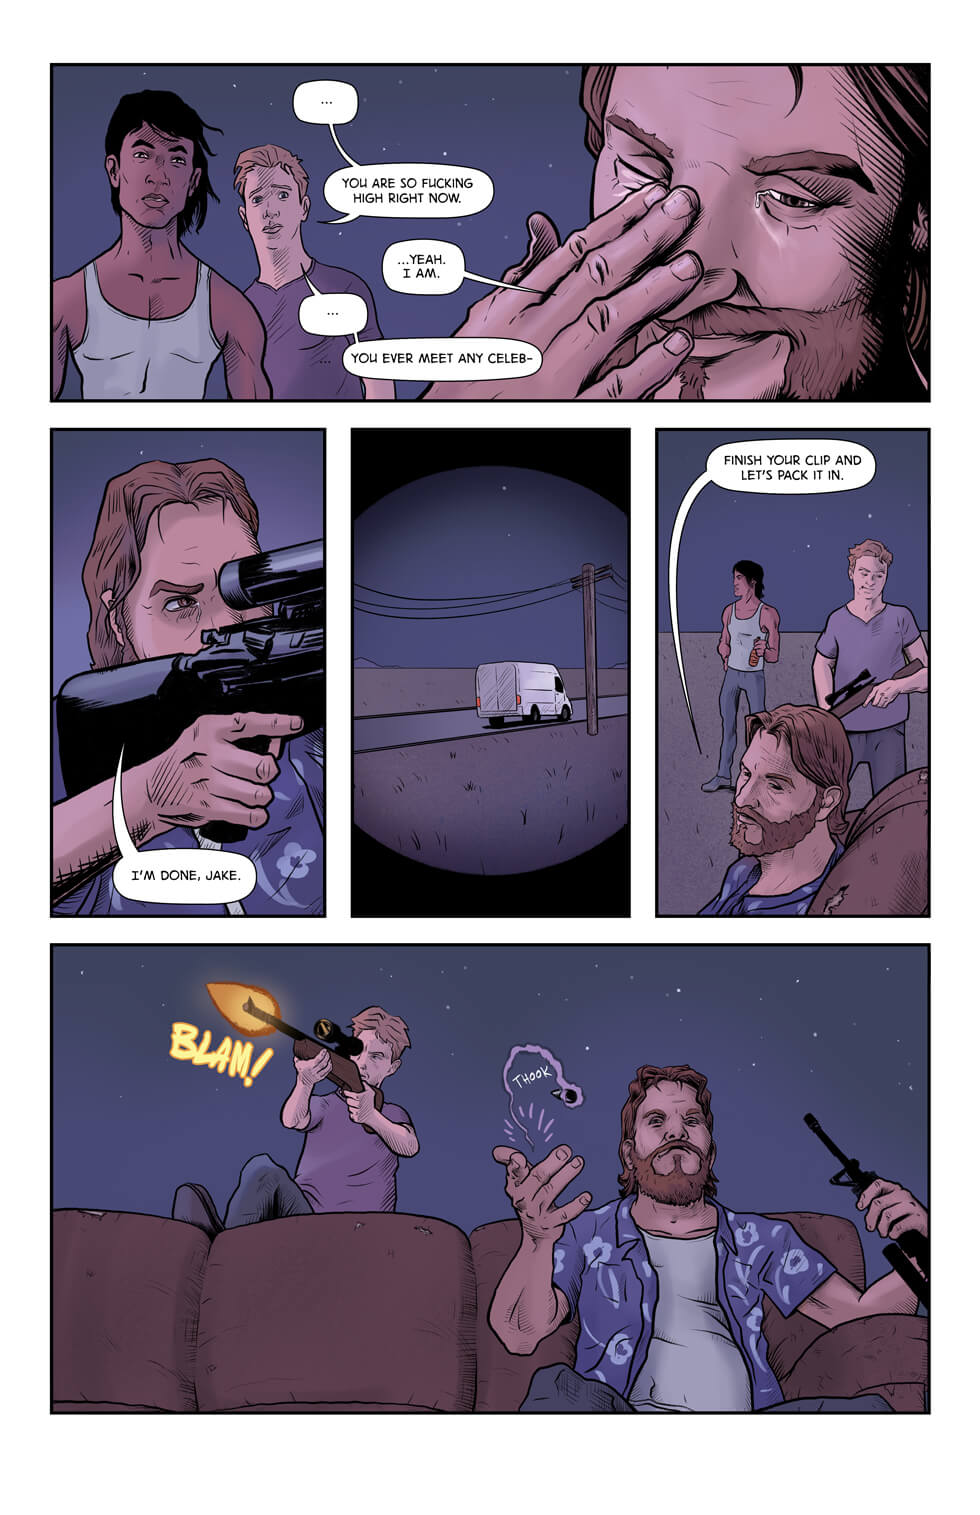 ...
YOU ARE SO FUCKING
HIGH RIGHT NOW.
...YEAH.
I AM.
...
...
YOU EVER MEET ANY CELEB-
I'M DONE, JAKE.
FINISH YOUR CLIP AND
LET'S PACK IT IN.
BLAM!
THOOK